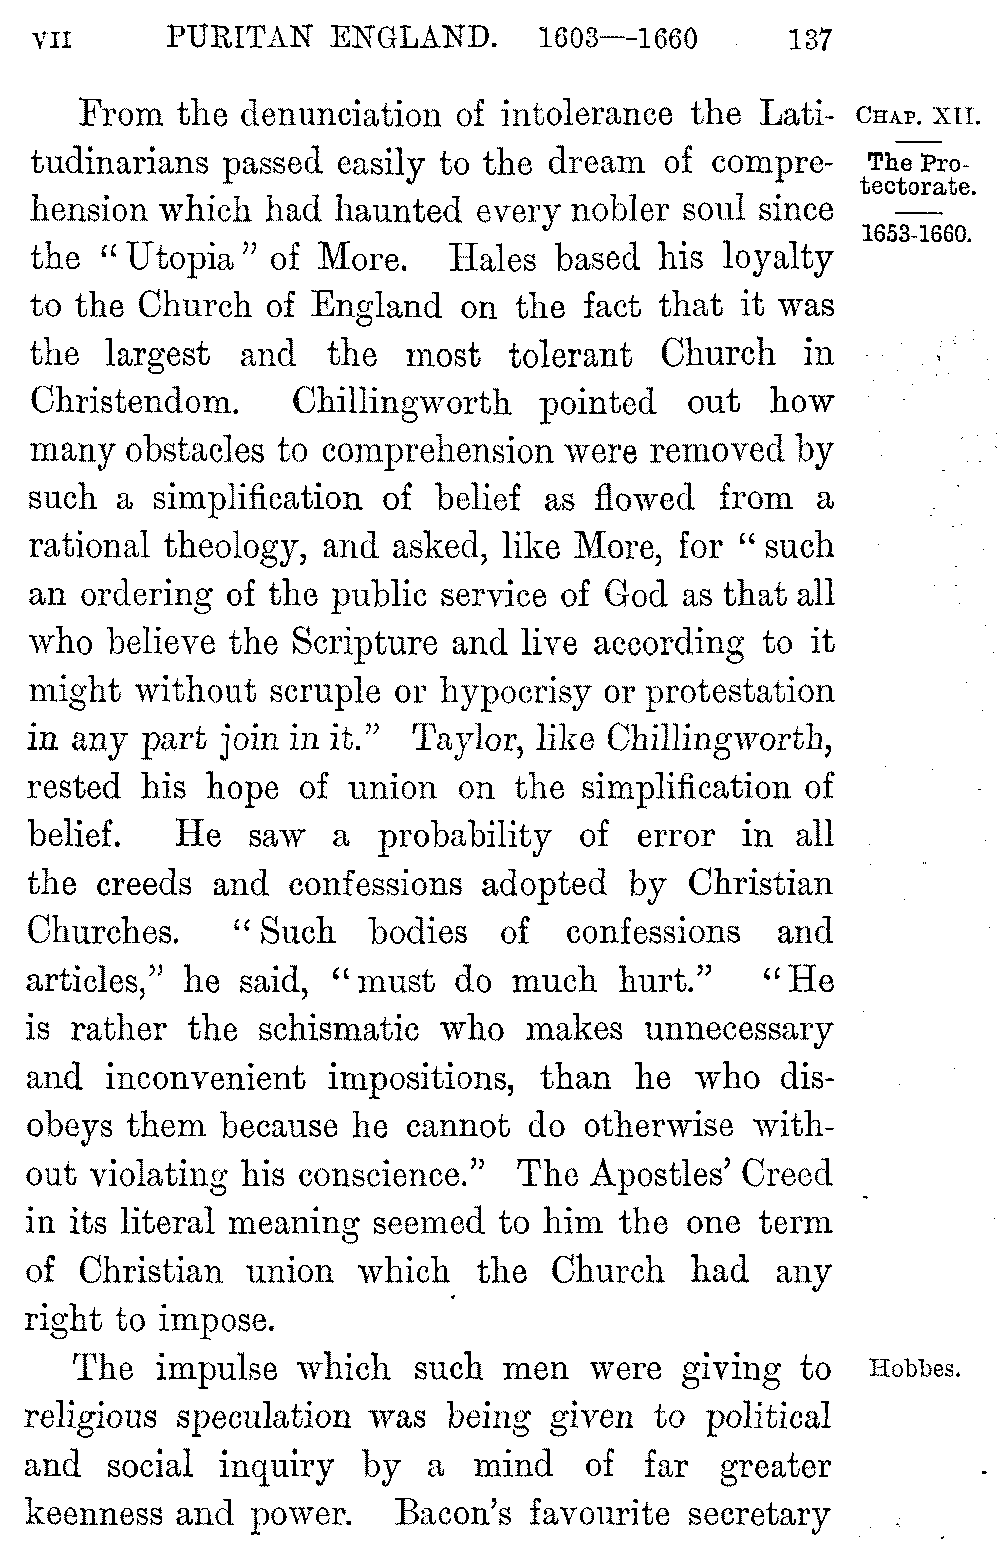 VII PURITAN ENGLAND. 1603—-1660 137
From the denunciation of intolerance the Lati-
tudinarians passed easily to the dream of compre-
hension which had haunted every nobler soul since
the “Utopia” of More. Hales based his loyalty
to the Church of England on the fact that it was
the largest and the most tolerant Church in
Christendom. Chillingworth pointed out how
many obstacles to comprehension were removed by
such a simplification of belief as flowed from a
rational theology, and asked, like More, for “such
an ordering of the public service of God as that all
who believe the Scripture and live according to it
might without scruple or hypocrisy or protestation
in any part join in it.” Taylor, like Chillingworth,
rested his hope of union on the simplification of
belief. He saw a probability of error in all
the creeds and confessions adopted by Christian
Churches. “Such bodies of confessions and
articles,” he said, “must do much hurt.” “He
is rather the schismatic who makes unnecessary
and inconvenient impositions, than he who dis-
obeys them because he cannot do otherwise with-
out violating his conscience.” The Apostles’ Creed
in its literal meaning seemed to him the one term
of Christian union which the Church had any
right to impose.
The impulse which such men were giving to
religious speculation was being given to political
and social inquiry by a mind of far greater
keenness and power. Bacon’s favourite secretary
CHAP. XII.
The Pro-
tectorate.
1653-1660.
Hobbes.